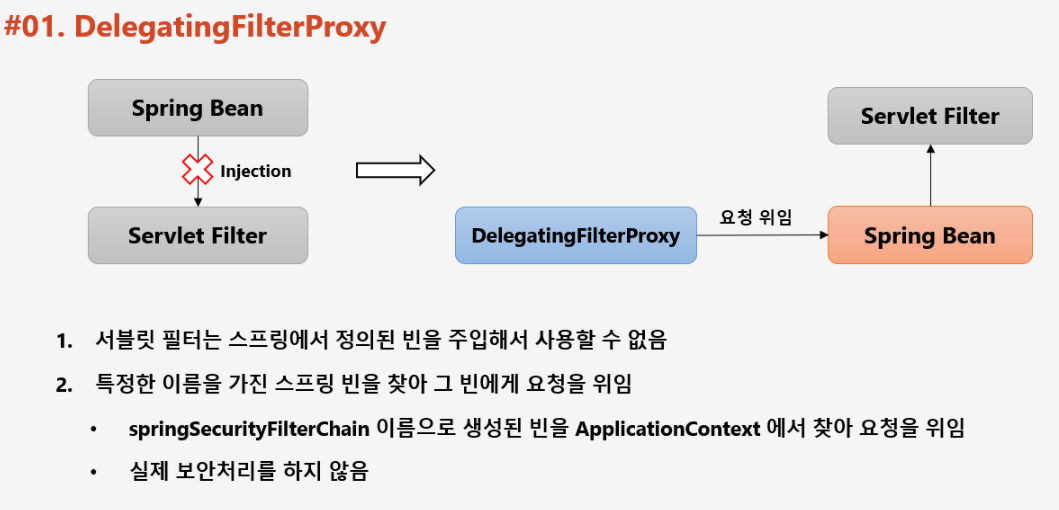 #01. DelegatingFilterProxy
Spring Bean
Injection
Servlet Filter
DelegatingFilterProxy
요청 위임
Servlet Filter
Spring Bean
1. 서블릿 필터는 스프링에서 정의된 빈을 주입해서 사용할 수 없음
2. 특정한 이름을 가진 스프링 빈을 찾아 그 빈에게 요청을 위임
• springSecurityFilterChain 이름으로 생성된 빈을 ApplicationContext 에서 찾아 요청을 위임
• 실제 보안처리를 하지 않음